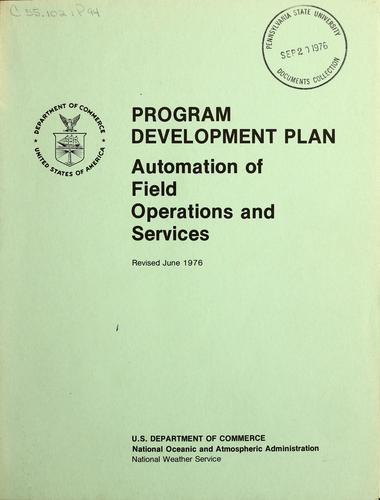 C 55.102:P94
PENNSYLVANIA STATE UNIVERSITY
SEP 20 1976
DOCUMENTS COLLECTION
DEPARTMENT OF COMMERCE
UNITED STATES OF AMERICA
PROGRAM
DEVELOPMENT PLAN
Automation of
Field
Operations and
Services
Revised June 1976
U.S. DEPARTMENT OF COMMERCE
National Oceanic and Atmospheric Administration
National Weather Service